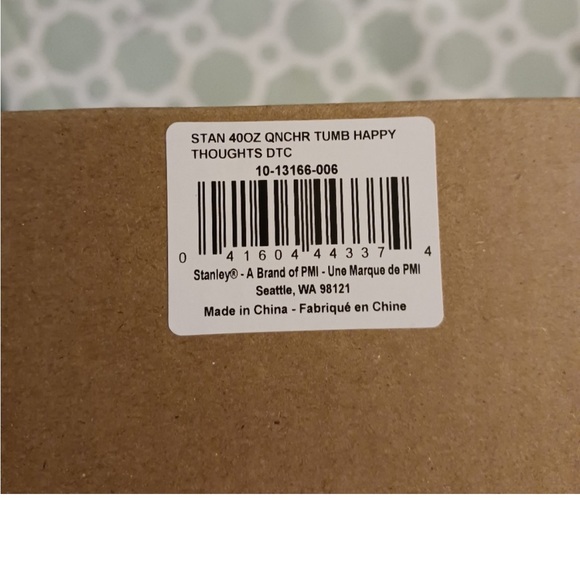 STAN 40OZ QNCHR TUMB HAPPY
THOUGHTS DTC
10-13166-006
0 41604 44337 4
Stanley® - A Brand of PMI - Une Marque de PMI
Seattle, WA 98121
Made in China - Fabriqué en Chine